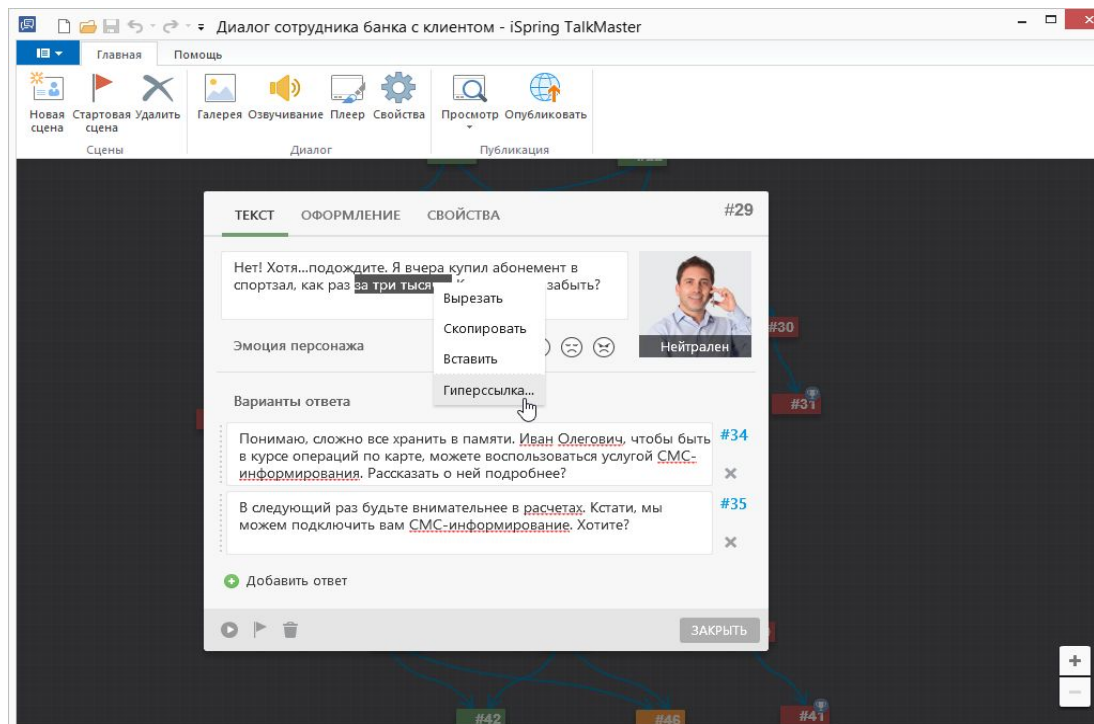 Диалог сотрудника банка с клиентом - iSpring TalkMaster
Главная Помощь
Новая сцена
Стартовая сцена
Удалить
Галерея
Озвучивание
Плеер
Свойства
Просмотр
Опубликовать
Сцены
Диалог
Публикация
ТЕКСТ ОФОРМЛЕНИЕ СВОЙСТВА #29
Нет! Хотя...подождите. Я вчера купил абонемент в
спортзал, как раз за три тыся забыть?
Вырезать
Скопировать
Вставить
Гиперссылка...
Эмоция персонажа
Нейтрален
#30
#31
Варианты ответа
Понимаю, сложно все хранить в памяти. Иван Олегович, чтобы быть
в курсе операций по карте, можете воспользоваться услугой СМС-
информирования. Рассказать о ней подробнее?
#34
В следующий раз будьте внимательнее в расчетах. Кстати, мы
можем подключить вам СМС-информирование. Хотите?
#35
Добавить ответ
ЗАКРЫТЬ
#42
#46
#41